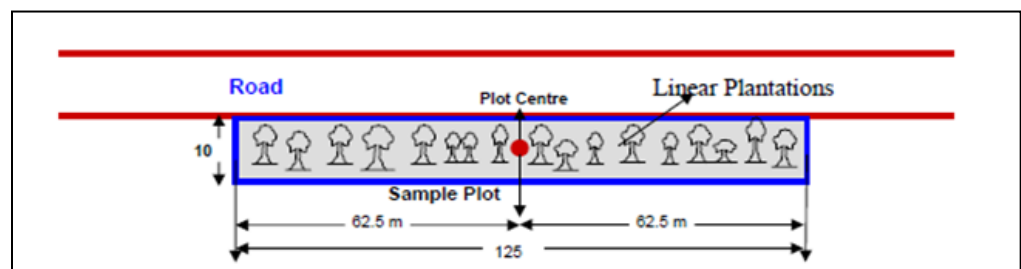 Road
Linear Plantations
Plot Centre
10
Sample Plot
62.5 m
62.5 m
125